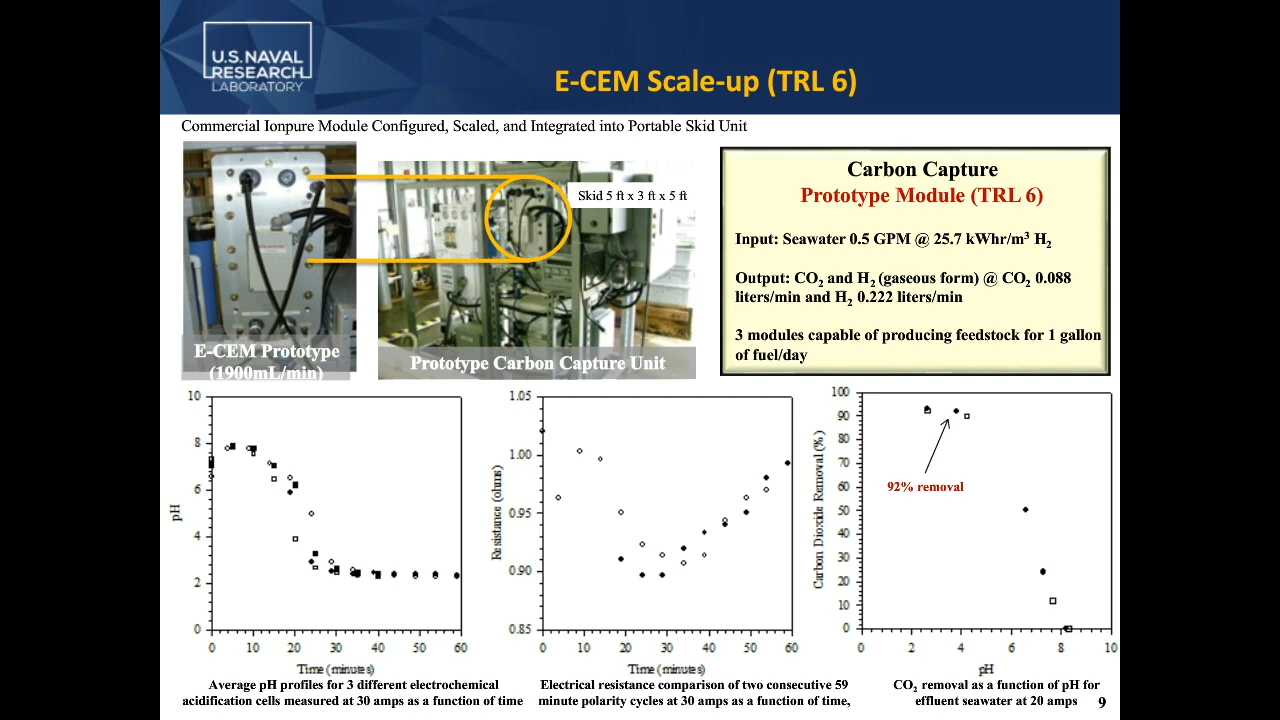 U.S. NAVAL
RESEARCH
LABORATORY
E-CEM Scale-up (TRL 6)
Commercial Ionpure Module Configured, Scaled, and Integrated into Portable Skid Unit
Skid 5 ft x 3 ft x 5 ft
E-CEM Prototype
(1900mL/min)
Prototype Carbon Capture Unit
Carbon Capture
Prototype Module (TRL 6)
Input: Seawater 0.5 GPM @ 25.7 kWhr/m³ H₂
Output: CO₂ and H₂ (gaseous form) @ CO₂ 0.088
liters/min and H₂ 0.222 liters/min
3 modules capable of producing feedstock for 1 gallon
of fuel/day
10
8
6
4
2
0
pH
0 10 20 30 40 50 60
Time (minutes)
Average pH profiles for 3 different electrochemical
acidification cells measured at 30 amps as a function of time
1.05
1.00
0.95
0.90
0.85
Resistance (ohms)
0 10 20 30 40 50 60
Time (minutes)
Electrical resistance comparison of two consecutive 59
minute polarity cycles at 30 amps as a function of time,
100
90
80
70
60
50
40
30
20
10
0
Carbon Dioxide Removal (%)
92% removal
0 2 4 6 8 10
pH
CO₂ removal as a function of pH for
effluent seawater at 20 amps
9